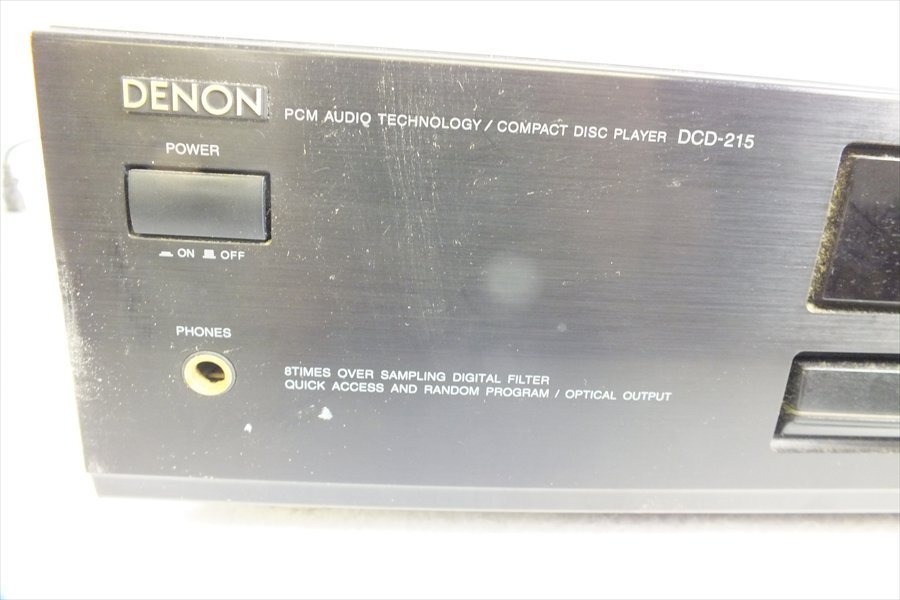 DENON
PCM AUDIO TECHNOLOGY / COMPACT DISC PLAYER DCD-215
POWER
ON OFF
PHONES
8TIMES OVER SAMPLING DIGITAL FILTER
QUICK ACCESS AND RANDOM PROGRAM / OPTICAL OUTPUT